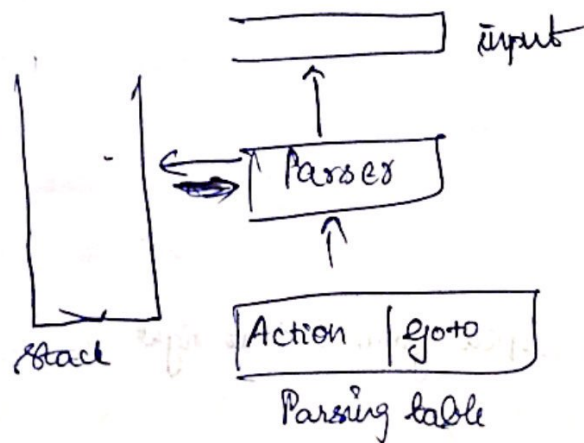 input
Parser
Action | Goto
Stack
Parsing table